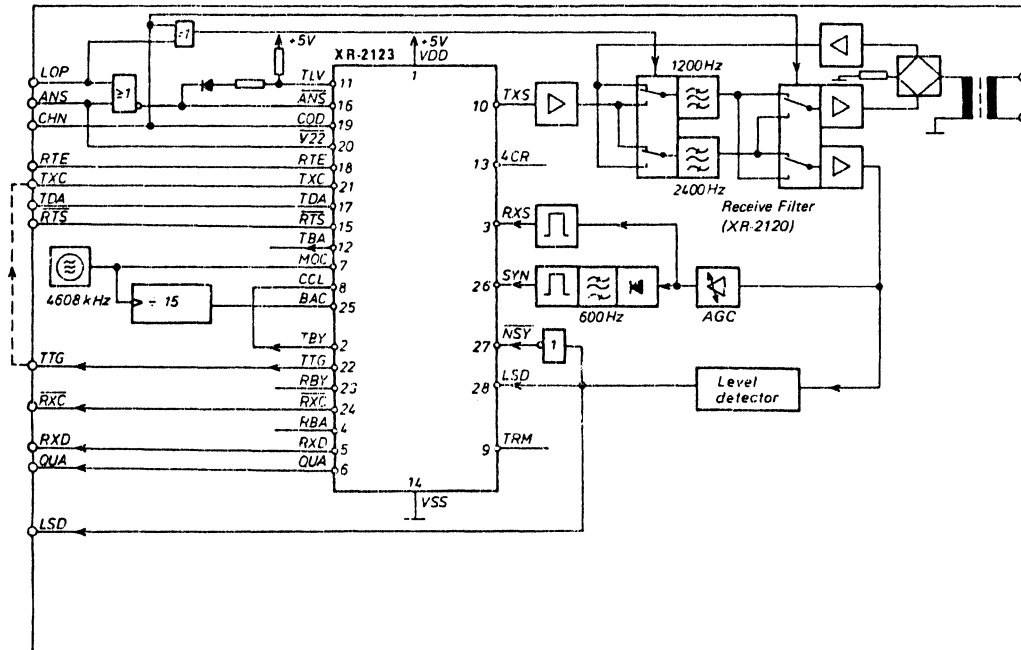 =1
+5V
+5V
XR-2123
VDD
1
1200Hz
LOP
≥1
ANS
CHN
TLV
11
ANS
16
COD
19
V22
20
RTE
RTE
18
TXC
TXC
21
TDA
TDA
17
RTS
RTS
15
TBA
12
MOC
7
CCL
8
4608kHz
÷ 15
BAC
25
TBY
2
TTG
TTG
22
RBY
23
RXC
RXC
24
RBA
4
RXD
RXD
5
QUA
QUA
6
14
VSS
LSD
10
TXS
13
4CR
2400Hz
Receive Filter
(XR-2120)
3
RXS
26
SYN
600Hz
AGC
27
NSY
1
28
LSD
Level
detector
9
TRM